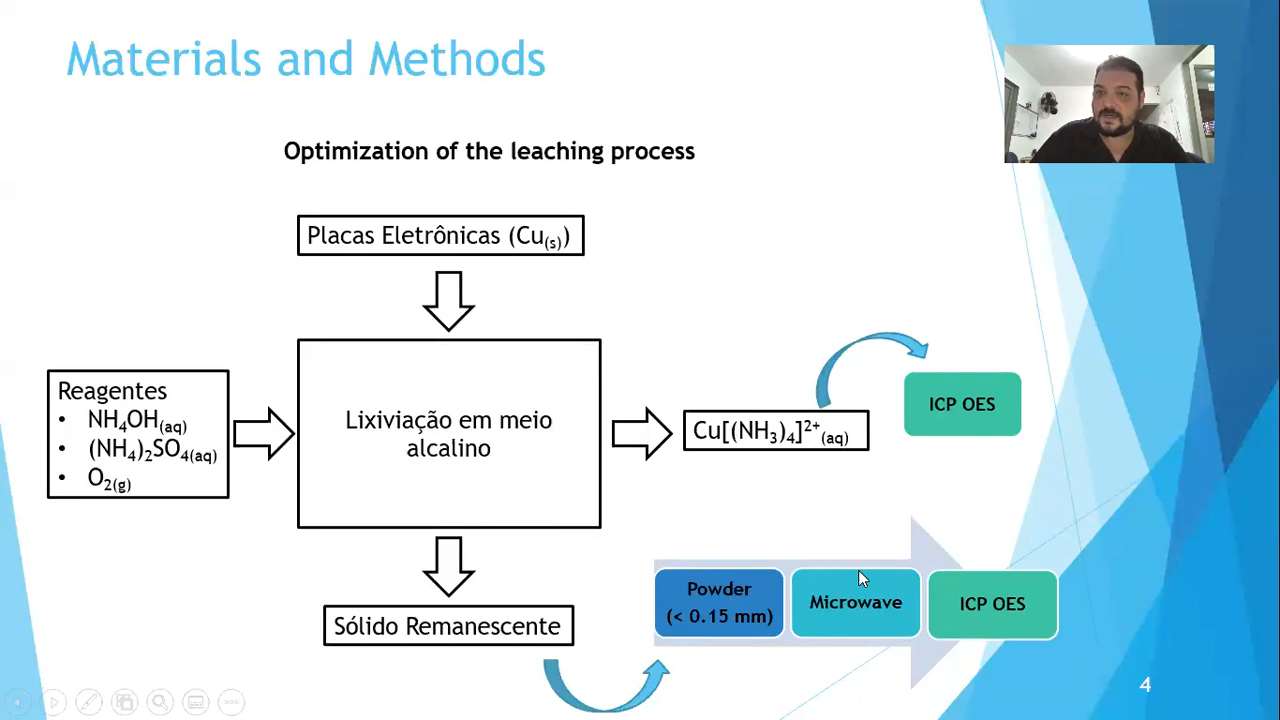 Materials and Methods
Optimization of the leaching process
Placas Eletrônicas (Cu(s))
Reagentes
• NH4OH(aq)
• (NH4)2SO4(aq)
• O2(g)
Lixiviação em meio
alcalino
Cu[(NH3)4]2+(aq)
ICP OES
Sólido Remanescente
Powder
(< 0.15 mm)
Microwave
ICP OES
4